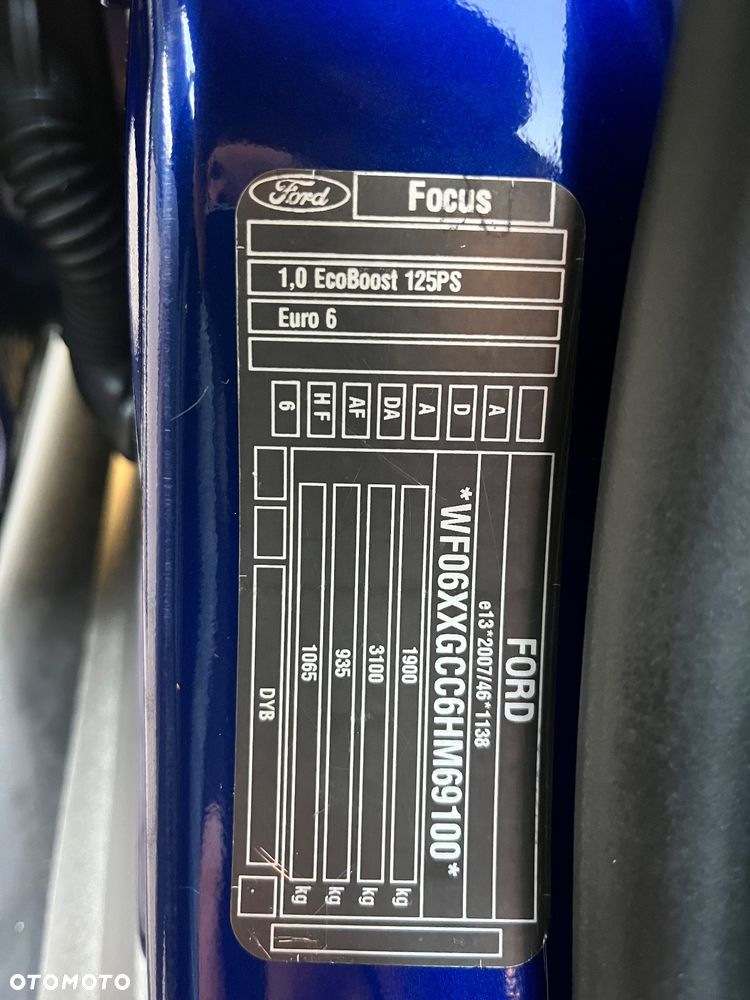 Ford
Focus
1,0 EcoBoost 125PS
Euro 6
6
H F
AF
DA
A
D
A
FORD
e13*2007/46*1138
*WF06XXGCC6HM69100*
1900 kg
3100 kg
935 kg
1065 kg
DYB
OTOMOTO